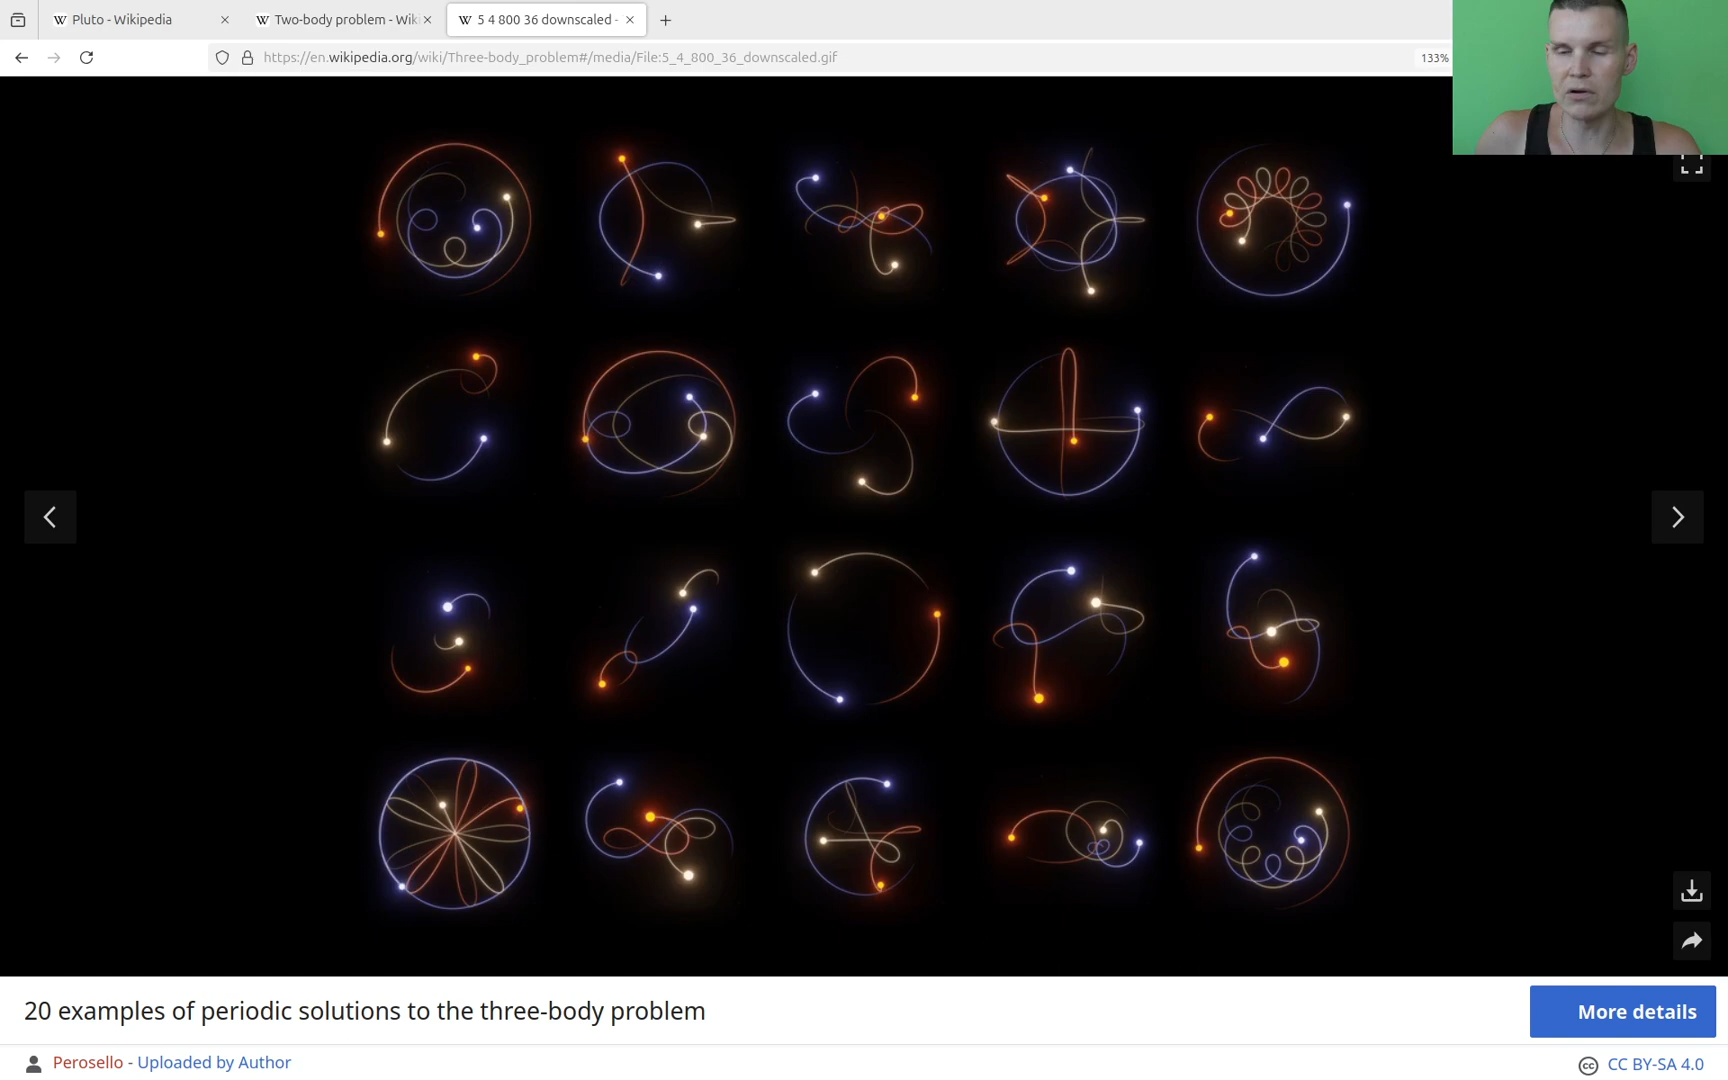 Pluto - Wikipedia
Two-body problem - Wiki
5 4 800 36 downscaled -
https://en.wikipedia.org/wiki/Three-body_problem#/media/File:5_4_800_36_downscaled.gif
133%
20 examples of periodic solutions to the three-body problem
More details
Perosello - Uploaded by Author
CC BY-SA 4.0